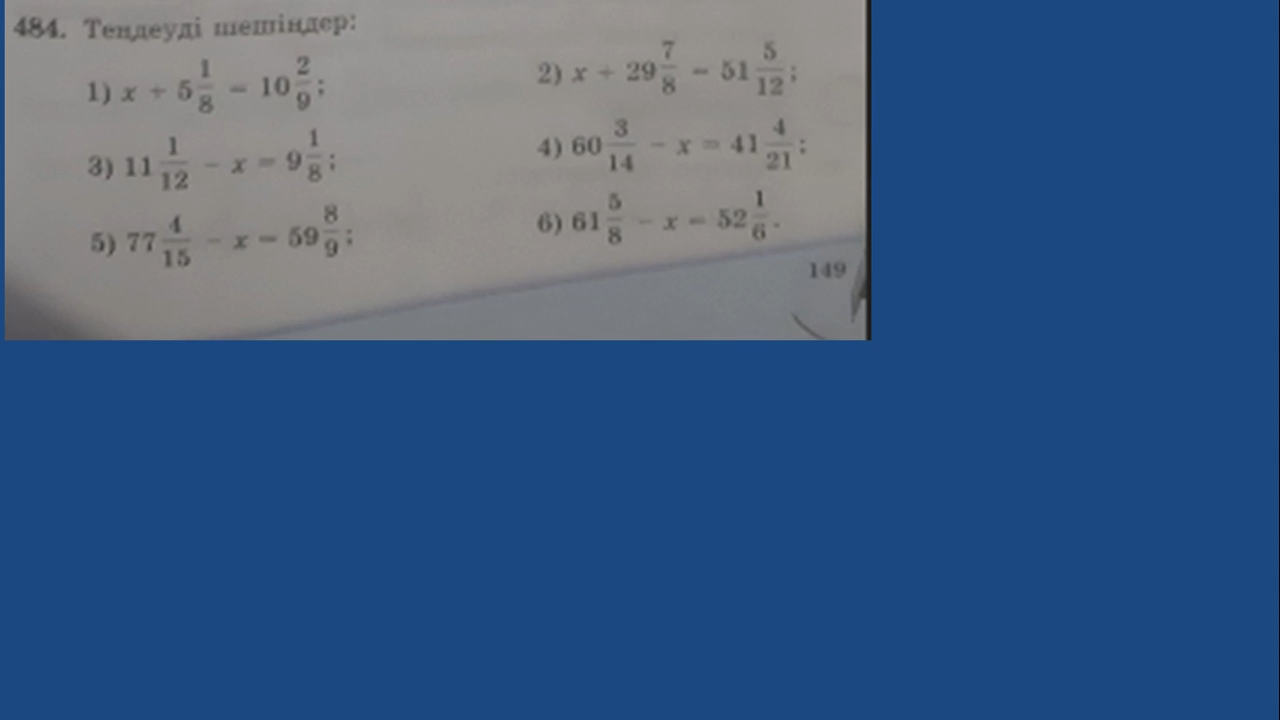 484. Теңдеуді шешіңдер:
1) x + 5 1/8 = 10 2/9; 2) x + 29 7/8 = 51 5/12;
3) 11 1/12 − x = 9 1/8; 4) 60 3/14 − x = 41 4/21;
5) 77 4/15 − x = 59 8/9; 6) 61 5/8 − x = 52 1/6.
149